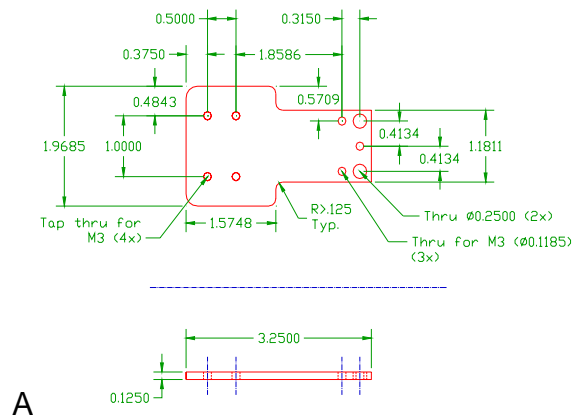 0.5000
0.3150
0.3750
1.8586
0.4843
0.5709
1.9685
1.0000
0.4134
1.1811
0.4134
Tap thru for
M3 (4x)
1.5748
R>.125
Typ.
Thru Ø0.2500 (2x)
Thru for M3 (Ø0.1185)
(3x)
3.2500
0.1250
A